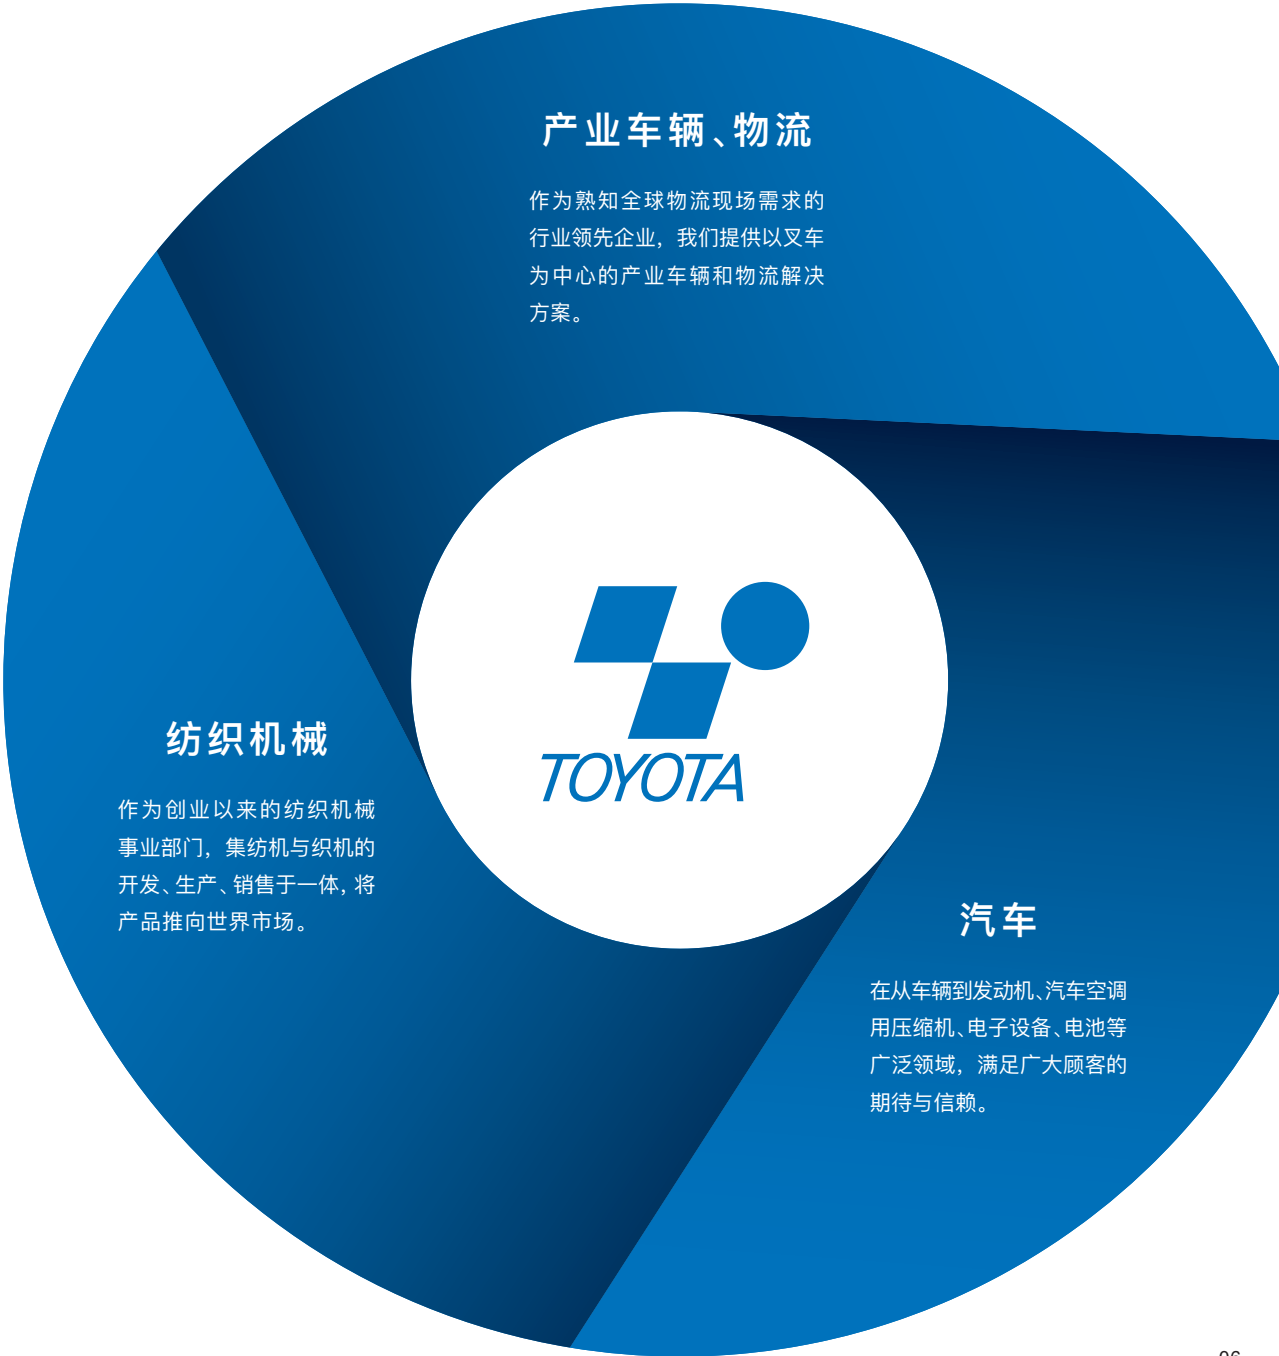 产业车辆、物流
作为熟知全球物流现场需求的
行业领先企业，我们提供以叉车
为中心的产业车辆和物流解决
方案。
TOYOTA
纺织机械
作为创业以来的纺织机械
事业部门，集纺机与织机的
开发、生产、销售于一体，将
产品推向世界市场。
汽车
在从车辆到发动机、汽车空调
用压缩机、电子设备、电池等
广泛领域，满足广大顾客的
期待与信赖。